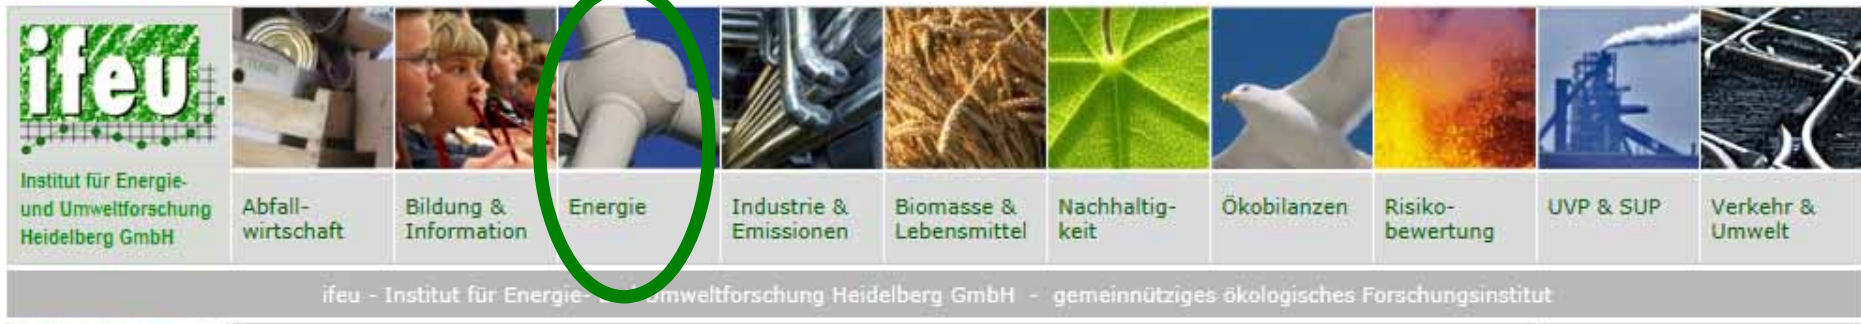 ifeu
Institut für Energie-
und Umweltforschung
Heidelberg GmbH
Abfall-
wirtschaft
Bildung &
Information
Energie
Industrie &
Emissionen
Biomasse &
Lebensmittel
Nachhaltig-
keit
Ökobilanzen
Risiko-
bewertung
UVP & SUP
Verkehr &
Umwelt
ifeu - Institut für Energie- und Umweltforschung Heidelberg GmbH - gemeinnütziges ökologisches Forschungsinstitut